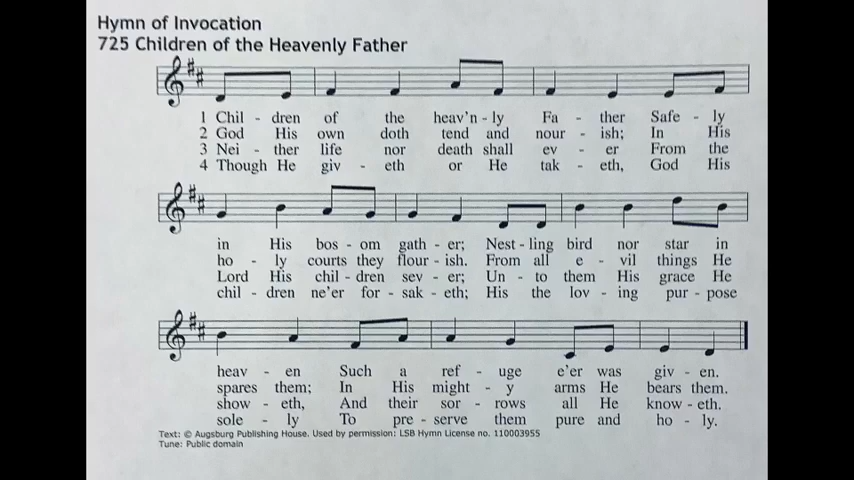 Hymn of Invocation
725 Children of the Heavenly Father
1 Chil - dren of the heav'n - ly Fa - ther Safe - ly
2 God His own doth tend and nour - ish; In His
3 Nei - ther life nor death shall ev - er From the
4 Though He giv - eth or He tak - eth, God His
in His bos - om gath - er; Nest - ling bird nor star in
ho - ly courts they flour - ish. From all e - vil things He
Lord His chil - dren sev - er; Un - to them His grace He
chil - dren ne'er for - sak - eth; His the lov - ing pur - pose
heav - en Such a ref - uge e'er was giv - en.
spares them; In His might - y arms He bears them.
show - eth, And their sor - rows all He know - eth.
sole - ly To pre - serve them pure and ho - ly.
Text: © Augsburg Publishing House. Used by permission: LSB Hymn License no. 110003955
Tune: Public domain